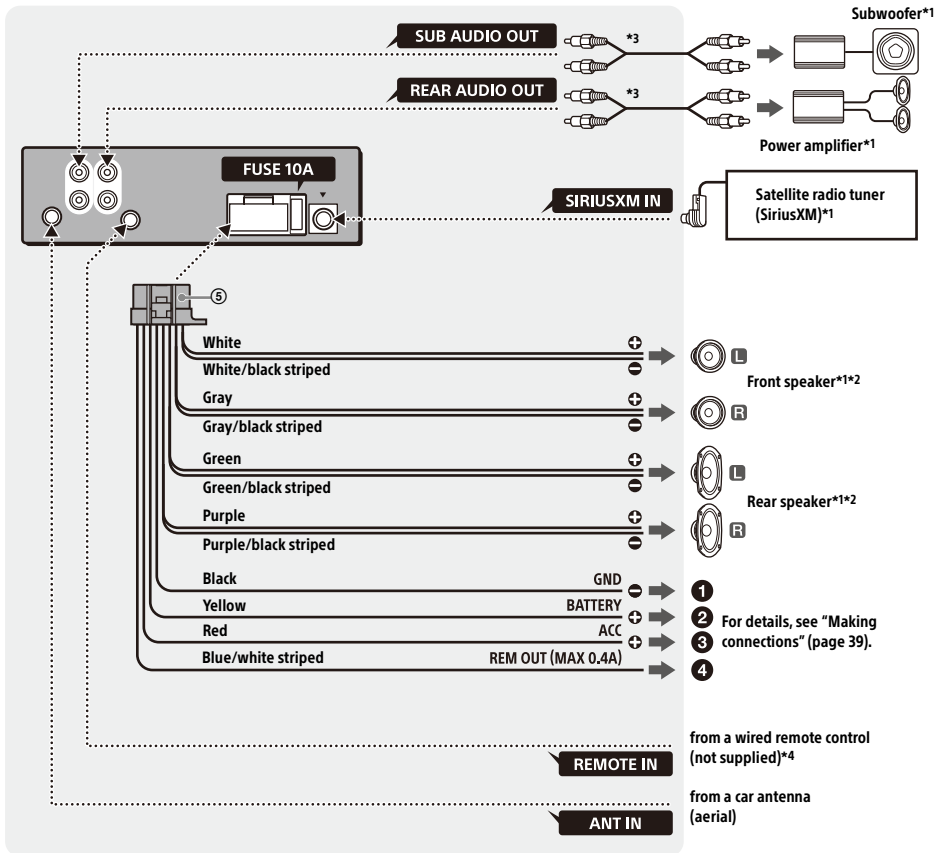 Subwoofer*1
SUB AUDIO OUT
*3
REAR AUDIO OUT
*3
Power amplifier*1
FUSE 10A
SIRIUSXM IN
Satellite radio tuner
(SiriusXM)*1
⑤
White
White/black striped
L
Front speaker*1*2
Gray
Gray/black striped
R
Green
Green/black striped
L
Rear speaker*1*2
Purple
Purple/black striped
R
Black
GND
❶
Yellow
BATTERY
❷
For details, see “Making
connections” (page 39).
Red
ACC
❸
Blue/white striped
REM OUT (MAX 0.4A)
❹
from a wired remote control
(not supplied)*4
REMOTE IN
from a car antenna
(aerial)
ANT IN